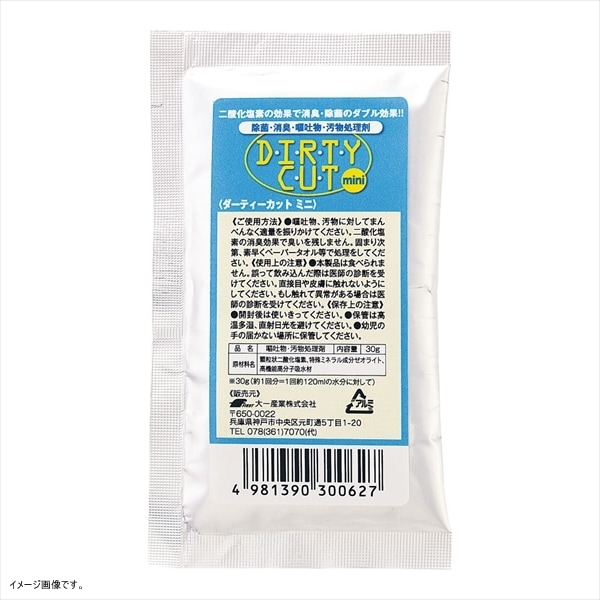 二酸化塩素の効果で消臭・除菌のダブル効果!!
除菌・消臭・嘔吐物・汚物処理剤
D・I・R・T・Y
C・U・T mini
〈ダーティーカット ミニ〉
《ご使用方法》●嘔吐物、汚物に対してまん
べんなく適量を振りかけてください。二酸化塩
素の消臭効果で臭いを残しません。固まり次
第、素早くペーパータオル等で処理をしてくだ
さい。《使用上の注意》●本製品は食べられま
せん。誤って飲み込んだ際は医師の診断を受
けてください。直接目や皮膚に触れないように
してください。もし触れて異常がある場合は医
師の診断を受けてください。《保存上の注意》
●開封後は使いきってください。●保管は高
温多湿、直射日光を避けてください。●幼児の
手の届かない場所に保管してください。
品名 嘔吐物・汚物処理剤 内容量 30g
原材料名 顆粒状二酸化塩素、特殊ミネラル成分ゼオライト、
高機能高分子吸水材
※30g(約1回分=1回約120mlの水分に対して)
《販売元》
大一産業株式会社
〒650-0022
兵庫県神戸市中央区元町通5丁目1-20
TEL 078(361)7070(代)
アルミ
4 981390 300627
イメージ画像です。